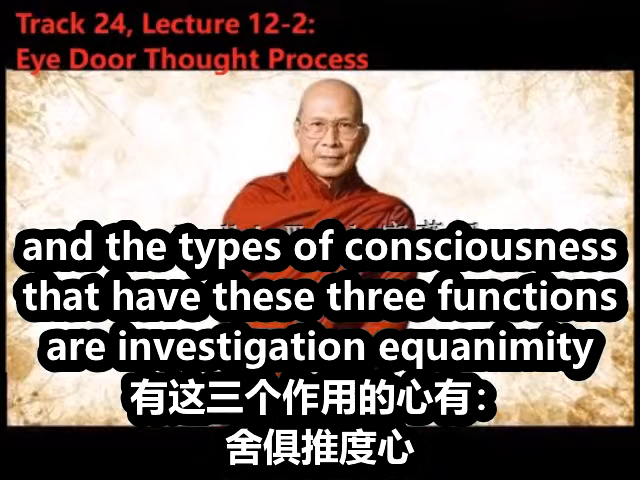 Track 24, Lecture 12-2:
Eye Door Thought Process
and the types of consciousness
that have these three functions
are investigation equanimity
有这三个作用的心有：
舍俱推度心